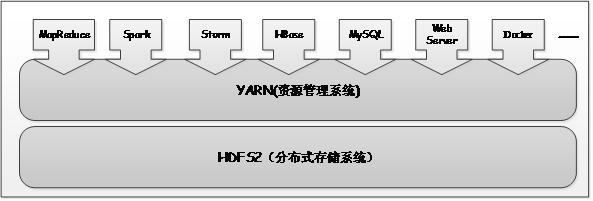 MapReduce
Spark
Storm
HBase
MySQL
Web
Server
Docker
YARN(资源管理系统)
HDFS2（分布式存储系统）